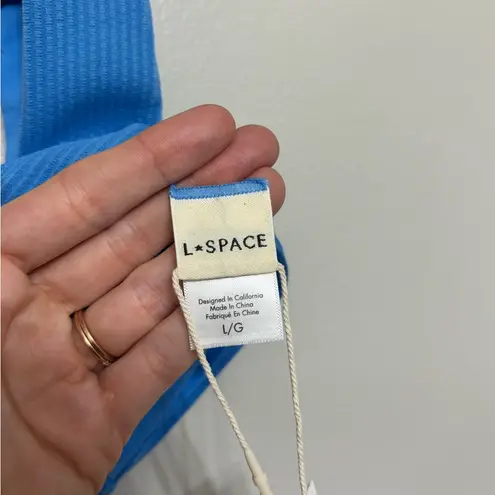 L★SPACE
Designed In California
Made In China
Fabriqué En Chine
L/G